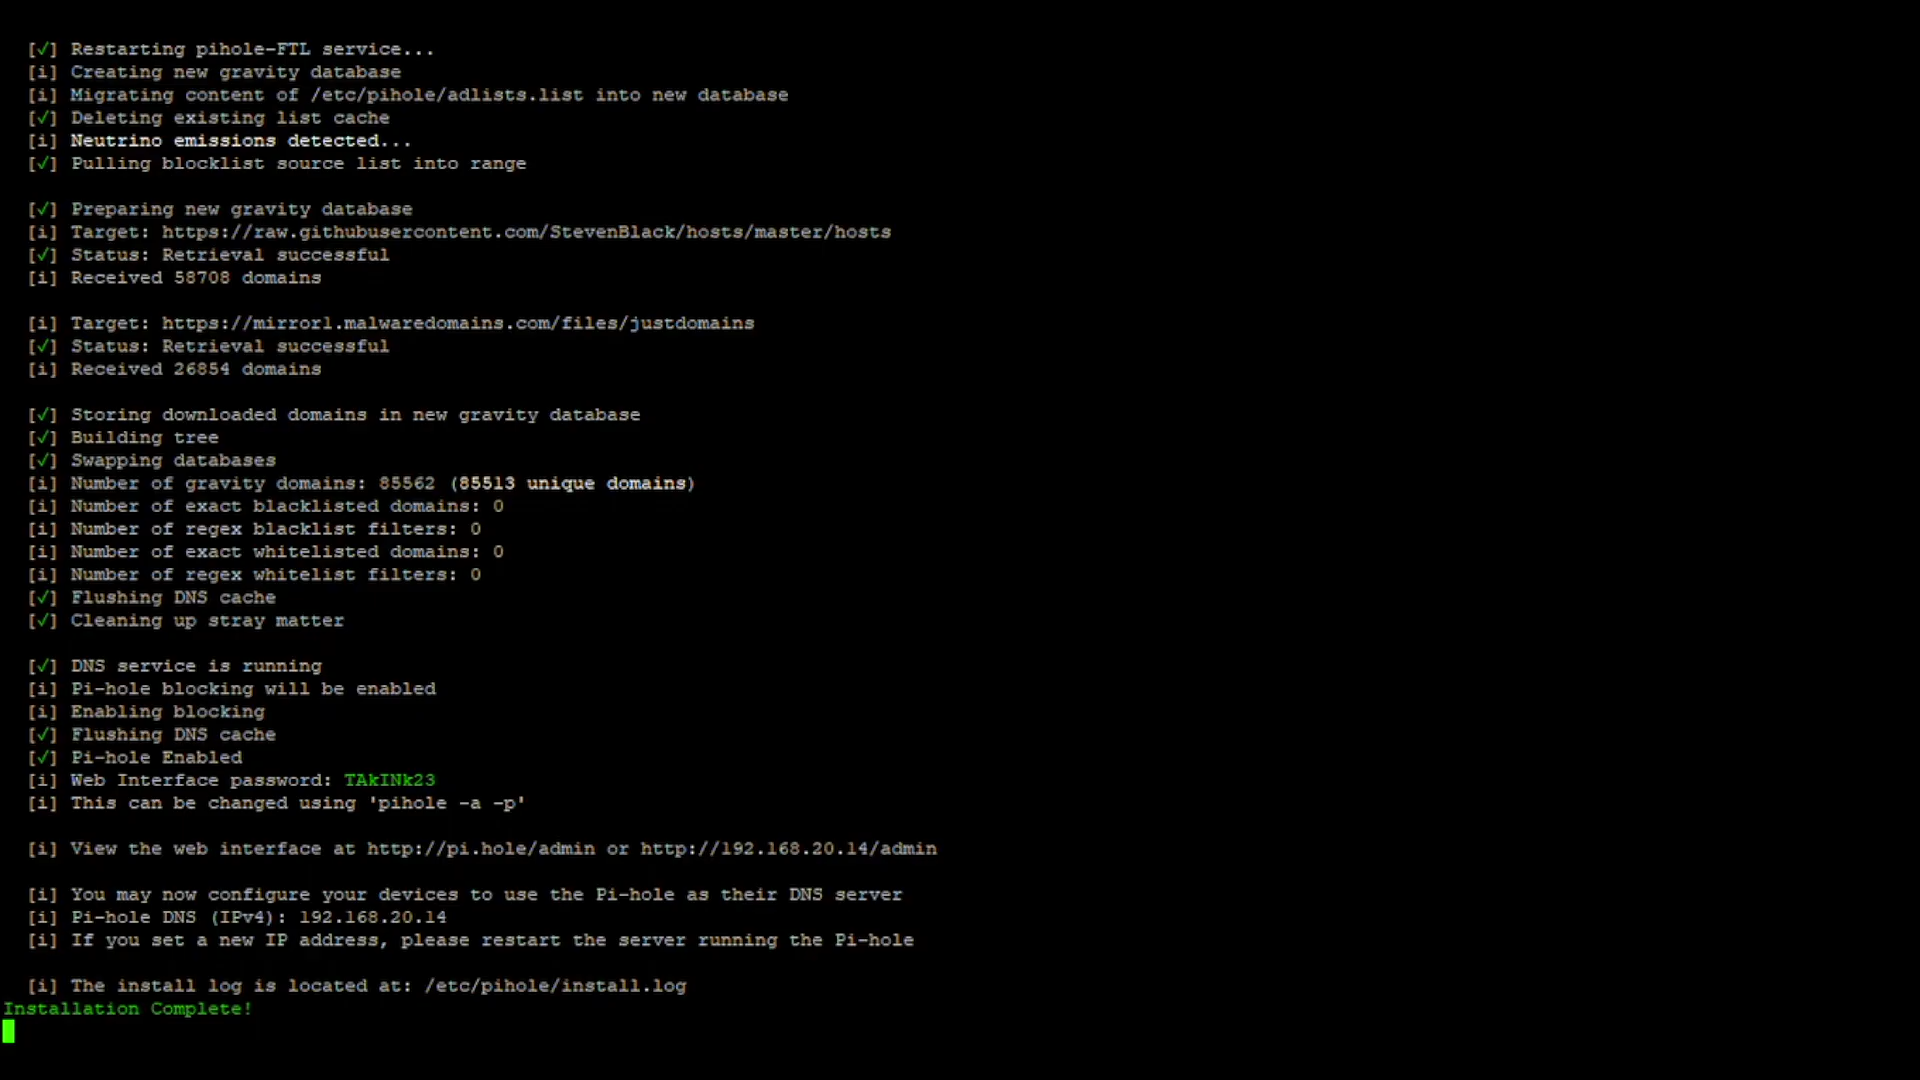 [✓] Restarting pihole-FTL service...
[i] Creating new gravity database
[i] Migrating content of /etc/pihole/adlists.list into new database
[✓] Deleting existing list cache
[i] Neutrino emissions detected...
[✓] Pulling blocklist source list into range
[✓] Preparing new gravity database
[i] Target: https://raw.githubusercontent.com/StevenBlack/hosts/master/hosts
[✓] Status: Retrieval successful
[i] Received 58708 domains
[i] Target: https://mirror1.malwaredomains.com/files/justdomains
[✓] Status: Retrieval successful
[i] Received 26854 domains
[✓] Storing downloaded domains in new gravity database
[✓] Building tree
[✓] Swapping databases
[i] Number of gravity domains: 85562 (85513 unique domains)
[i] Number of exact blacklisted domains: 0
[i] Number of regex blacklist filters: 0
[i] Number of exact whitelisted domains: 0
[i] Number of regex whitelist filters: 0
[✓] Flushing DNS cache
[✓] Cleaning up stray matter
[✓] DNS service is running
[i] Pi-hole blocking will be enabled
[i] Enabling blocking
[✓] Flushing DNS cache
[✓] Pi-hole Enabled
[i] Web Interface password: TAkINk23
[i] This can be changed using 'pihole -a -p'
[i] View the web interface at http://pi.hole/admin or http://192.168.20.14/admin
[i] You may now configure your devices to use the Pi-hole as their DNS server
[i] Pi-hole DNS (IPv4): 192.168.20.14
[i] If you set a new IP address, please restart the server running the Pi-hole
[i] The install log is located at: /etc/pihole/install.log
Installation Complete!